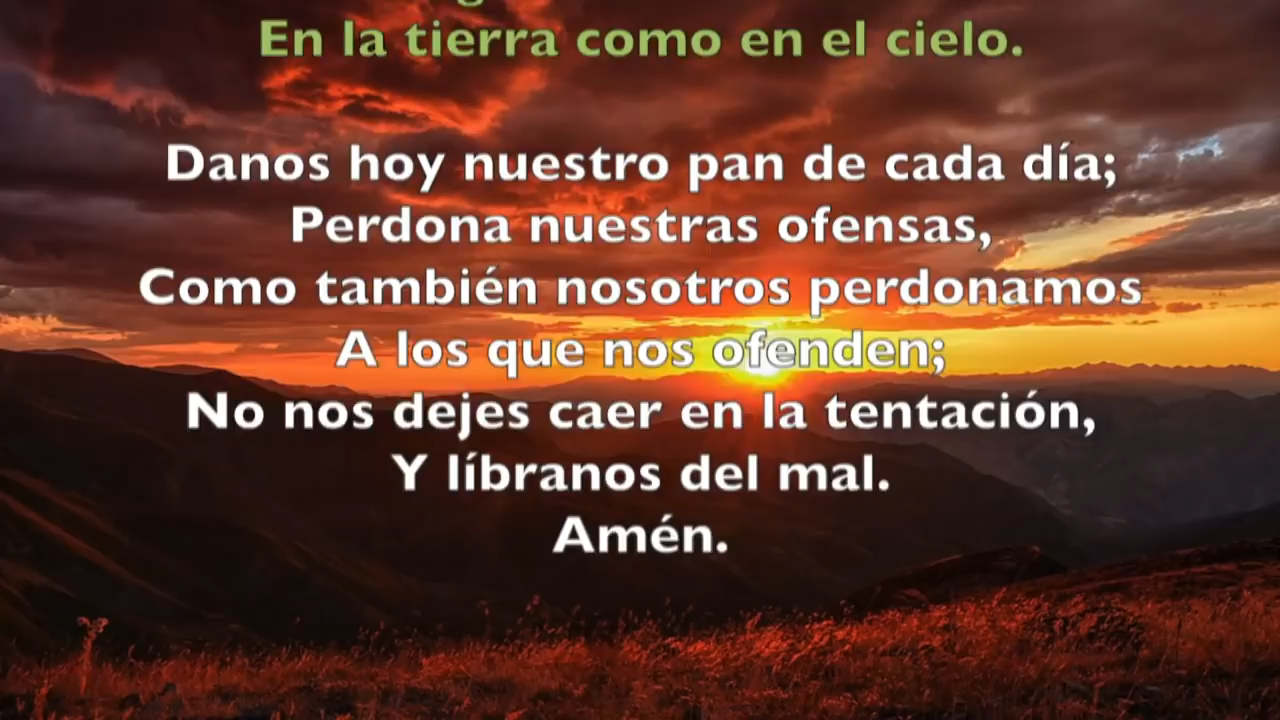 En la tierra como en el cielo.
Danos hoy nuestro pan de cada día;
Perdona nuestras ofensas,
Como también nosotros perdonamos
A los que nos ofenden;
No nos dejes caer en la tentación,
Y líbranos del mal.
Amén.